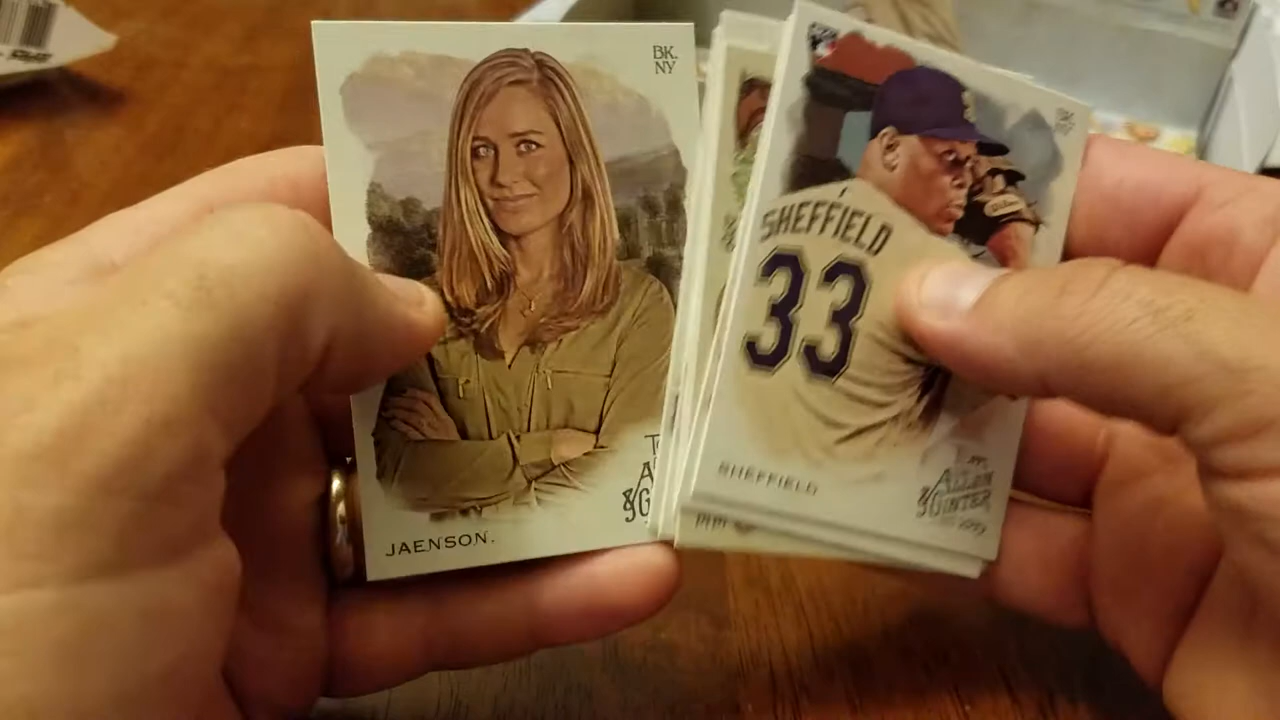 BK.
NY
JAENSON.
SHEFFIELD
33
SHEFFIELD
ALLEN
& GINTER